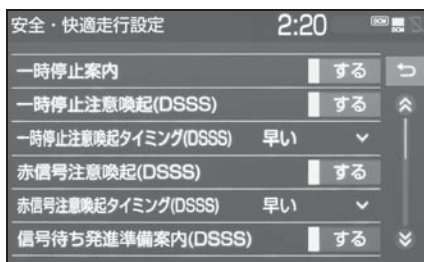 安全・快適走行設定 2:20
一時停止案内 する
一時停止注意喚起(DSSS) する
一時停止注意喚起タイミング(DSSS) 早い
赤信号注意喚起(DSSS) する
赤信号注意喚起タイミング(DSSS) 早い
信号待ち発進準備案内(DSSS) する